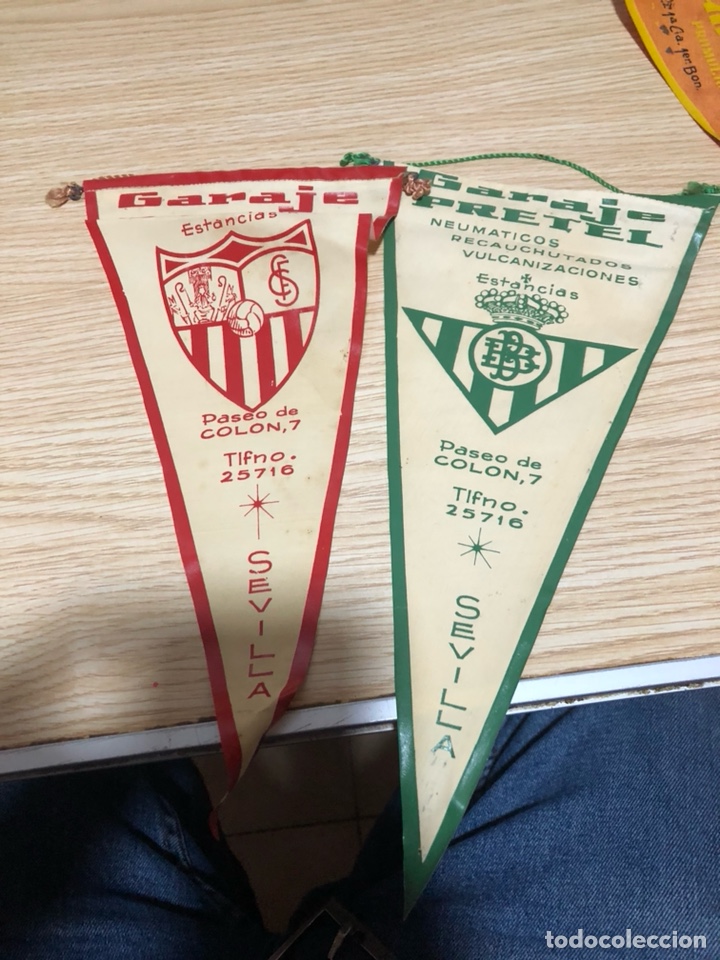 Garaje
Estancias
Paseo de
COLON,7
Tlfno.
25716
SEVILLA
Garaje
PRETEL
NEUMATICOS
RECAUCHUTADOS
VULCANIZACIONES
Estancias
Paseo de
COLON,7
Tlfno.
25716
SEVILLA
todocoleccion